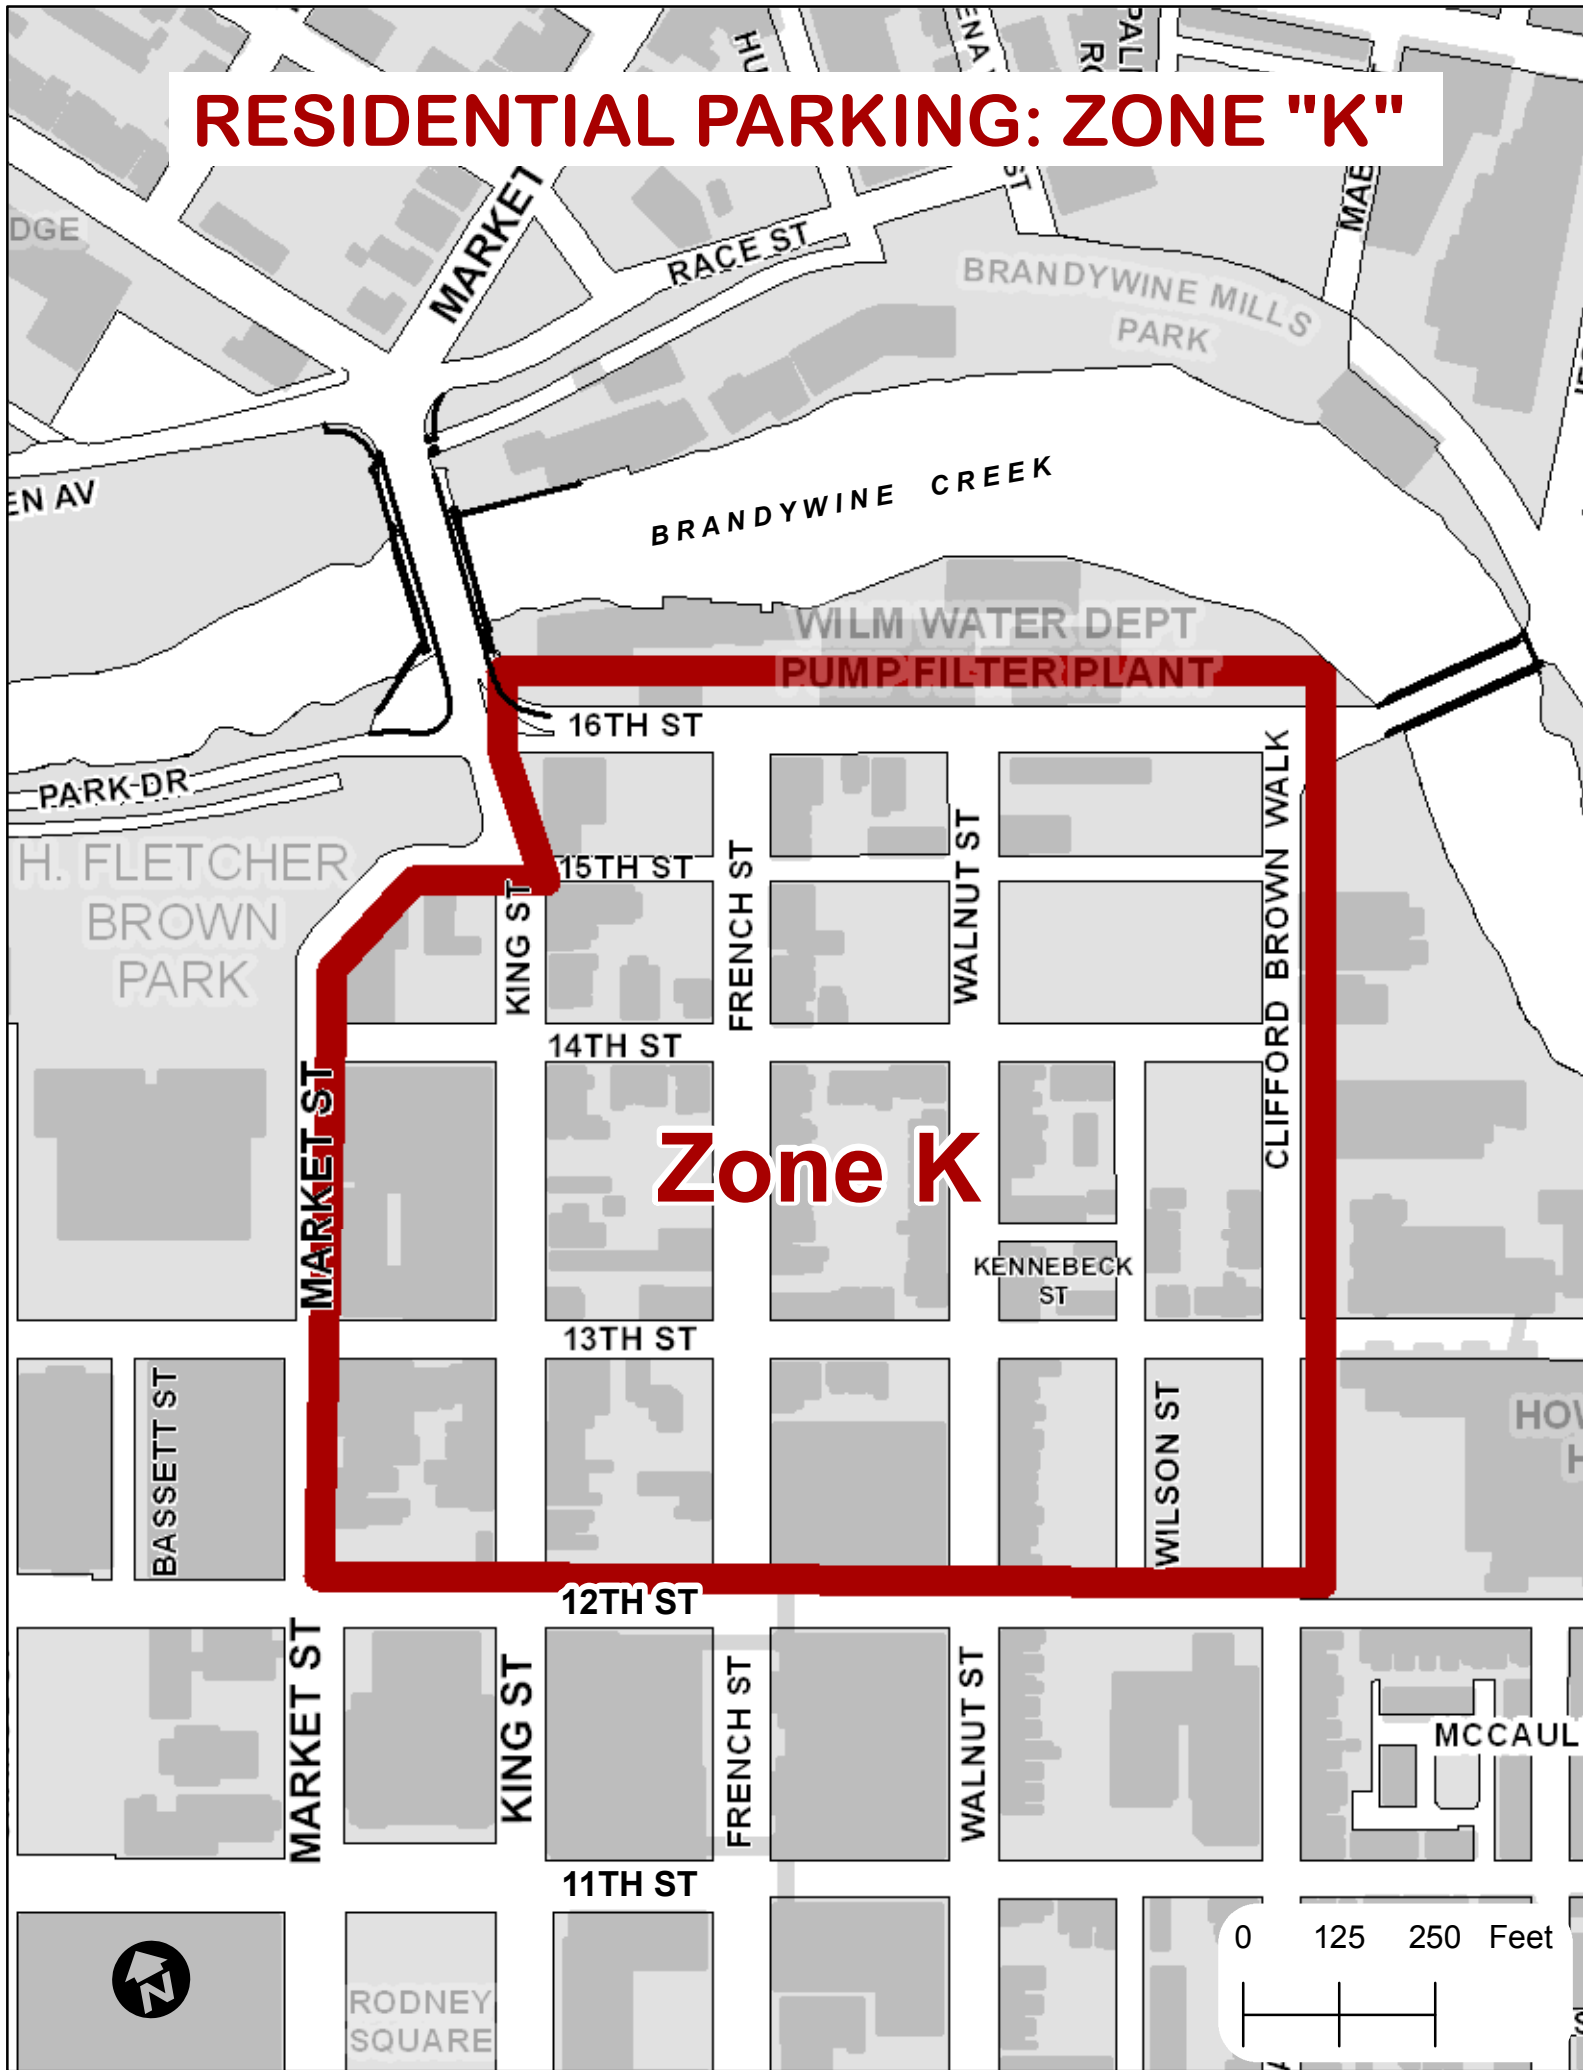 RESIDENTIAL PARKING: ZONE "K"
MARKET
RACE ST
ST
BRANDYWINE MILLS
PARK
BRANDYWINE CREEK
WILM WATER DEPT
PUMP FILTER PLANT
16TH ST
PARK DR
H. FLETCHER
BROWN
PARK
15TH ST
KING ST
FRENCH ST
WALNUT ST
CLIFFORD BROWN WALK
14TH ST
MARKET ST
Zone K
KENNEBECK
ST
13TH ST
BASSETT ST
WILSON ST
12TH ST
MARKET ST
KING ST
FRENCH ST
WALNUT ST
MCCAUL
11TH ST
N
RODNEY
SQUARE
0 125 250 Feet